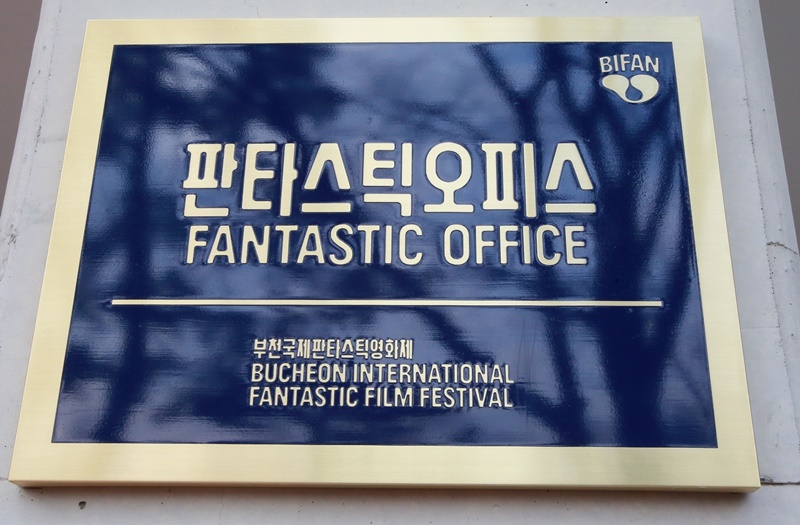 BIFAN
판타스틱오피스
FANTASTIC OFFICE
부천국제판타스틱영화제
BUCHEON INTERNATIONAL
FANTASTIC FILM FESTIVAL